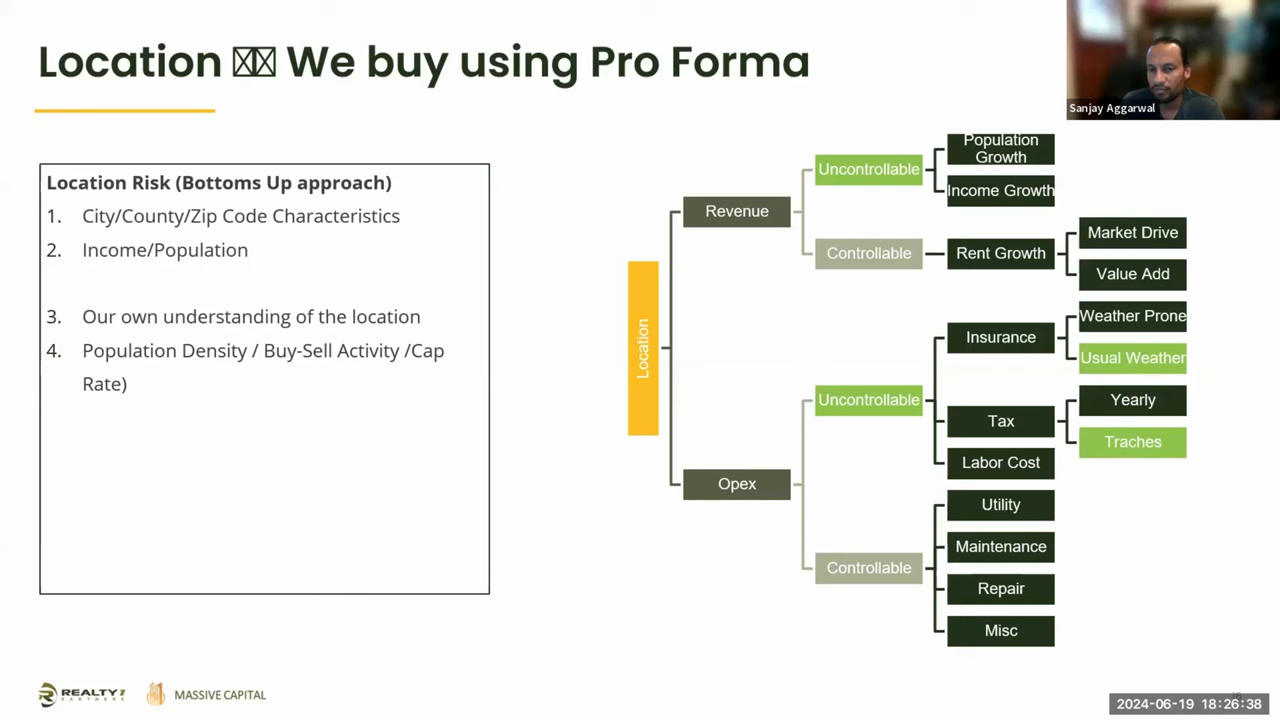 Location We buy using Pro Forma
Sanjay Aggarwal
Location Risk (Bottoms Up approach)
1. City/County/Zip Code Characteristics
2. Income/Population
3. Our own understanding of the location
4. Population Density / Buy-Sell Activity /Cap
Rate)
Location
Revenue
Uncontrollable
Population
Growth
Income Growth
Controllable
Rent Growth
Market Drive
Value Add
Opex
Uncontrollable
Insurance
Weather Prone
Usual Weather
Tax
Yearly
Traches
Labor Cost
Controllable
Utility
Maintenance
Repair
Misc
REALTY
PARTNERS
MASSIVE CAPITAL
2024-06-19 18:26:38